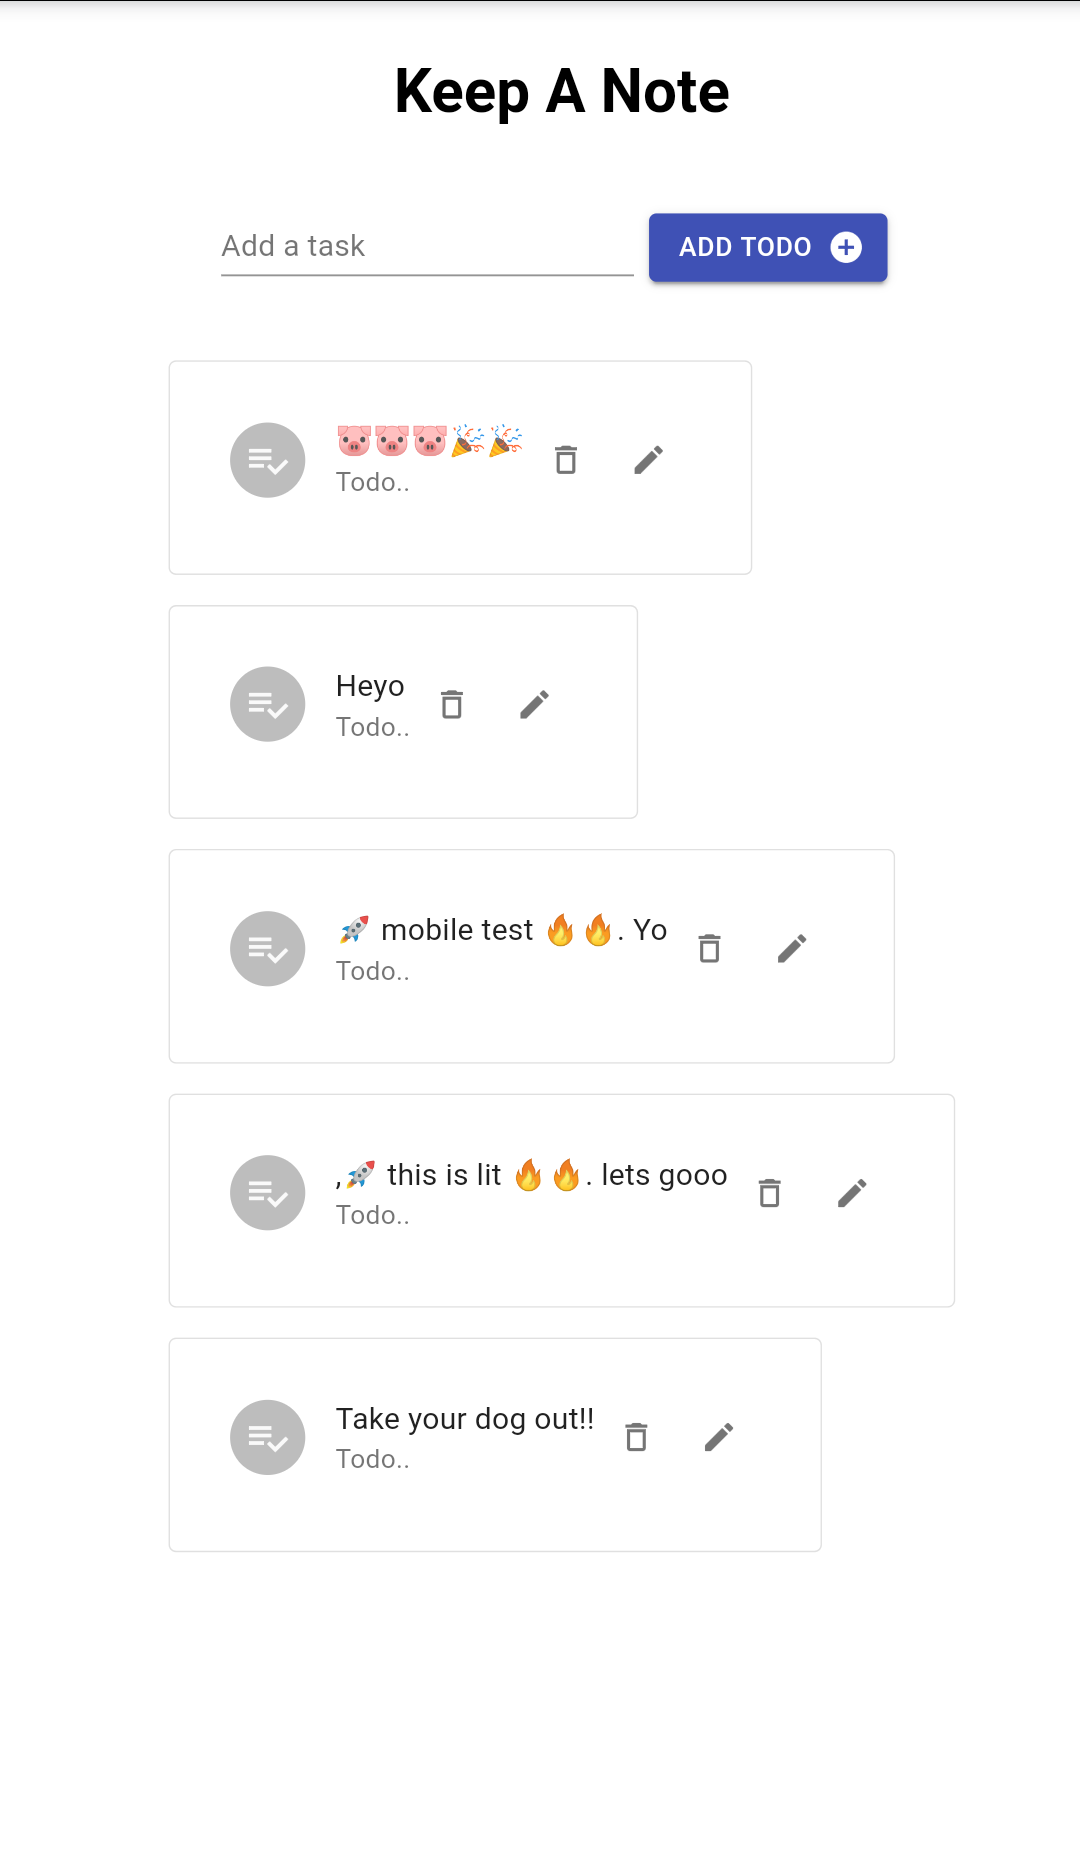 Keep A Note
Add a task
ADD TODO
🐷🐷🐷🎉🎉
Todo..
Heyo
Todo..
🚀 mobile test 🔥🔥. Yo
Todo..
,🚀 this is lit 🔥🔥. lets gooo
Todo..
Take your dog out!!
Todo..